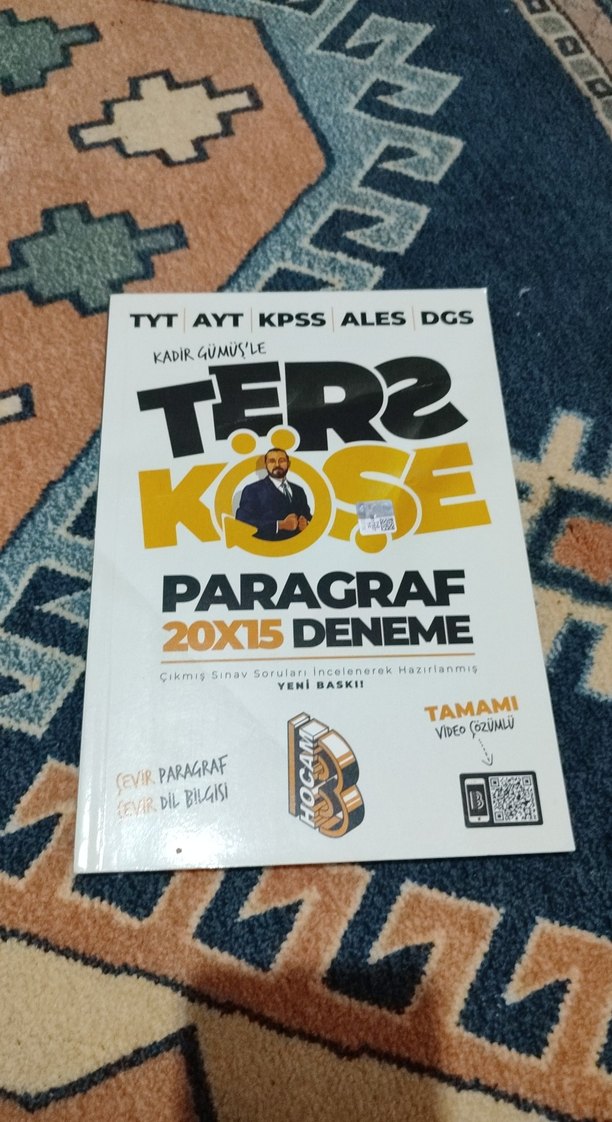 TYT | AYT | KPSS | ALES | DGS
KADİR GÜMÜŞ'LE
TERS
KÖŞE
PARAGRAF
20X15 DENEME
Çıkmış Sınav Soruları İncelenerek Hazırlanmış
YENİ BASKI!
TAMAMI
VİDEO ÇÖZÜMLÜ
ÇEVİR PARAGRAF
ÇEVİR DİL BİLGİSİ
HOCAM